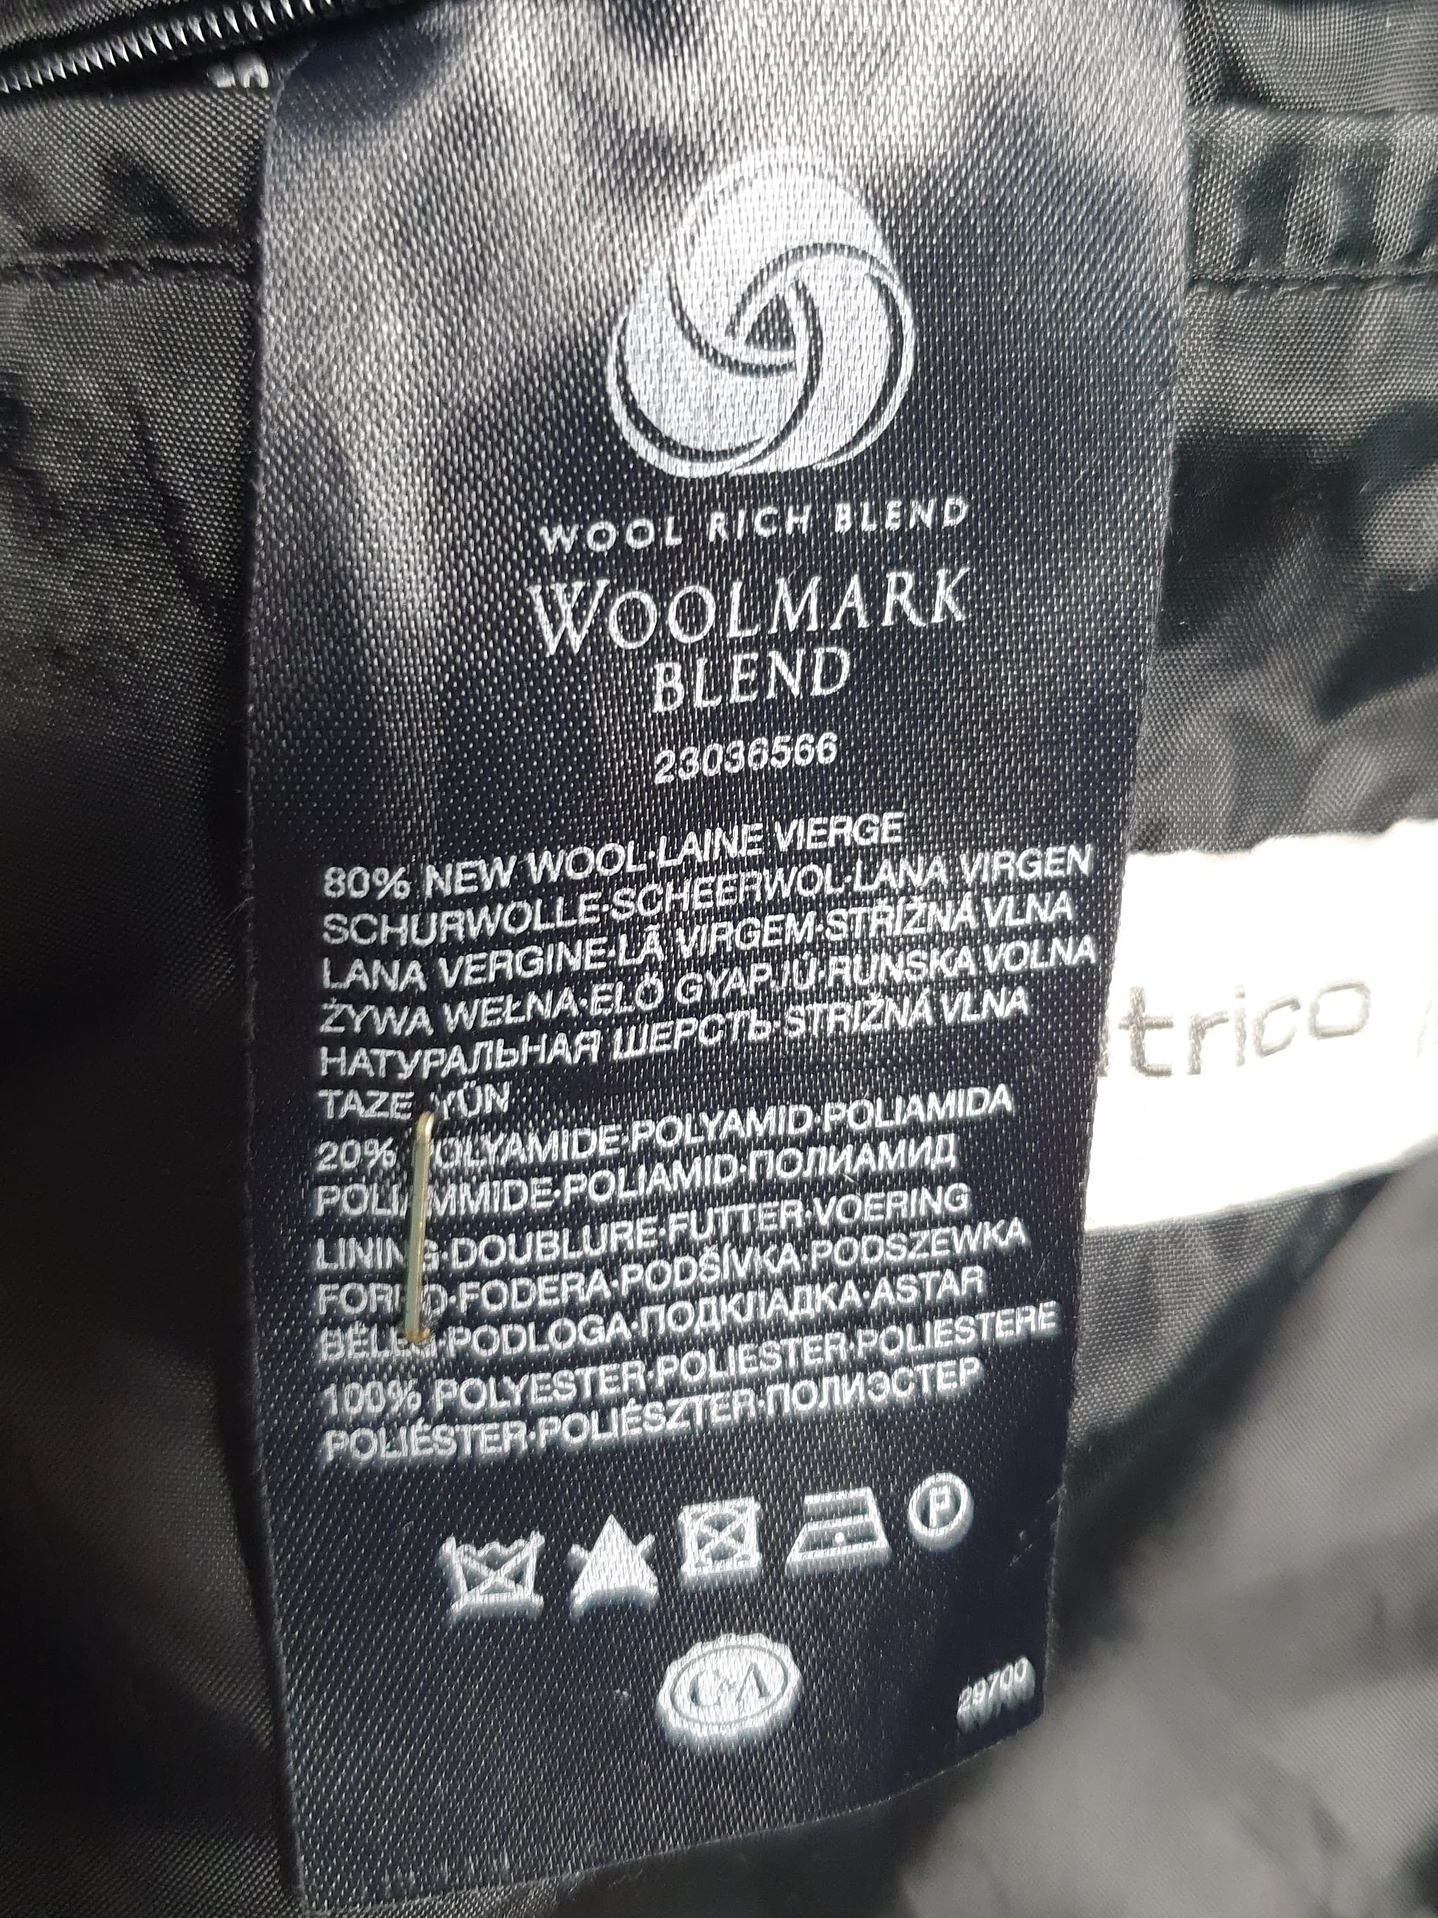 WOOL RICH BLEND
WOOLMARK
BLEND
23036566
80% NEW WOOL·LAINE VIERGE
SCHURWOLLE·SCHEERWOL·LANA VIRGEN
LANA VERGINE·LÃ VIRGEM·STRÍŽNÁ VLNA
ŻYWA WEŁNA·ÉLŐ GYAPJÚ·RUNSKA VOLNA
НАТУРАЛЬНАЯ ШЕРСТЬ·STRIŽNÁ VLNA
TAZE YÜN
20% POLYAMIDE·POLYAMID·POLIAMIDA
POLIAMMIDE·POLIAMID·ПОЛИАМИД
LINING·DOUBLURE·FUTTER·VOERING
FORRO·FODERA·PODŠÍVKA·PODSZEWKA
BÉLÉS·PODLOGA·ПОДКЛАДКА·ASTAR
100% POLYESTER·POLIESTER·POLIESTERE
POLIÉSTER·POLIÉSZTER·ПОЛИЭСТЕР
P
C&A
29700
trico